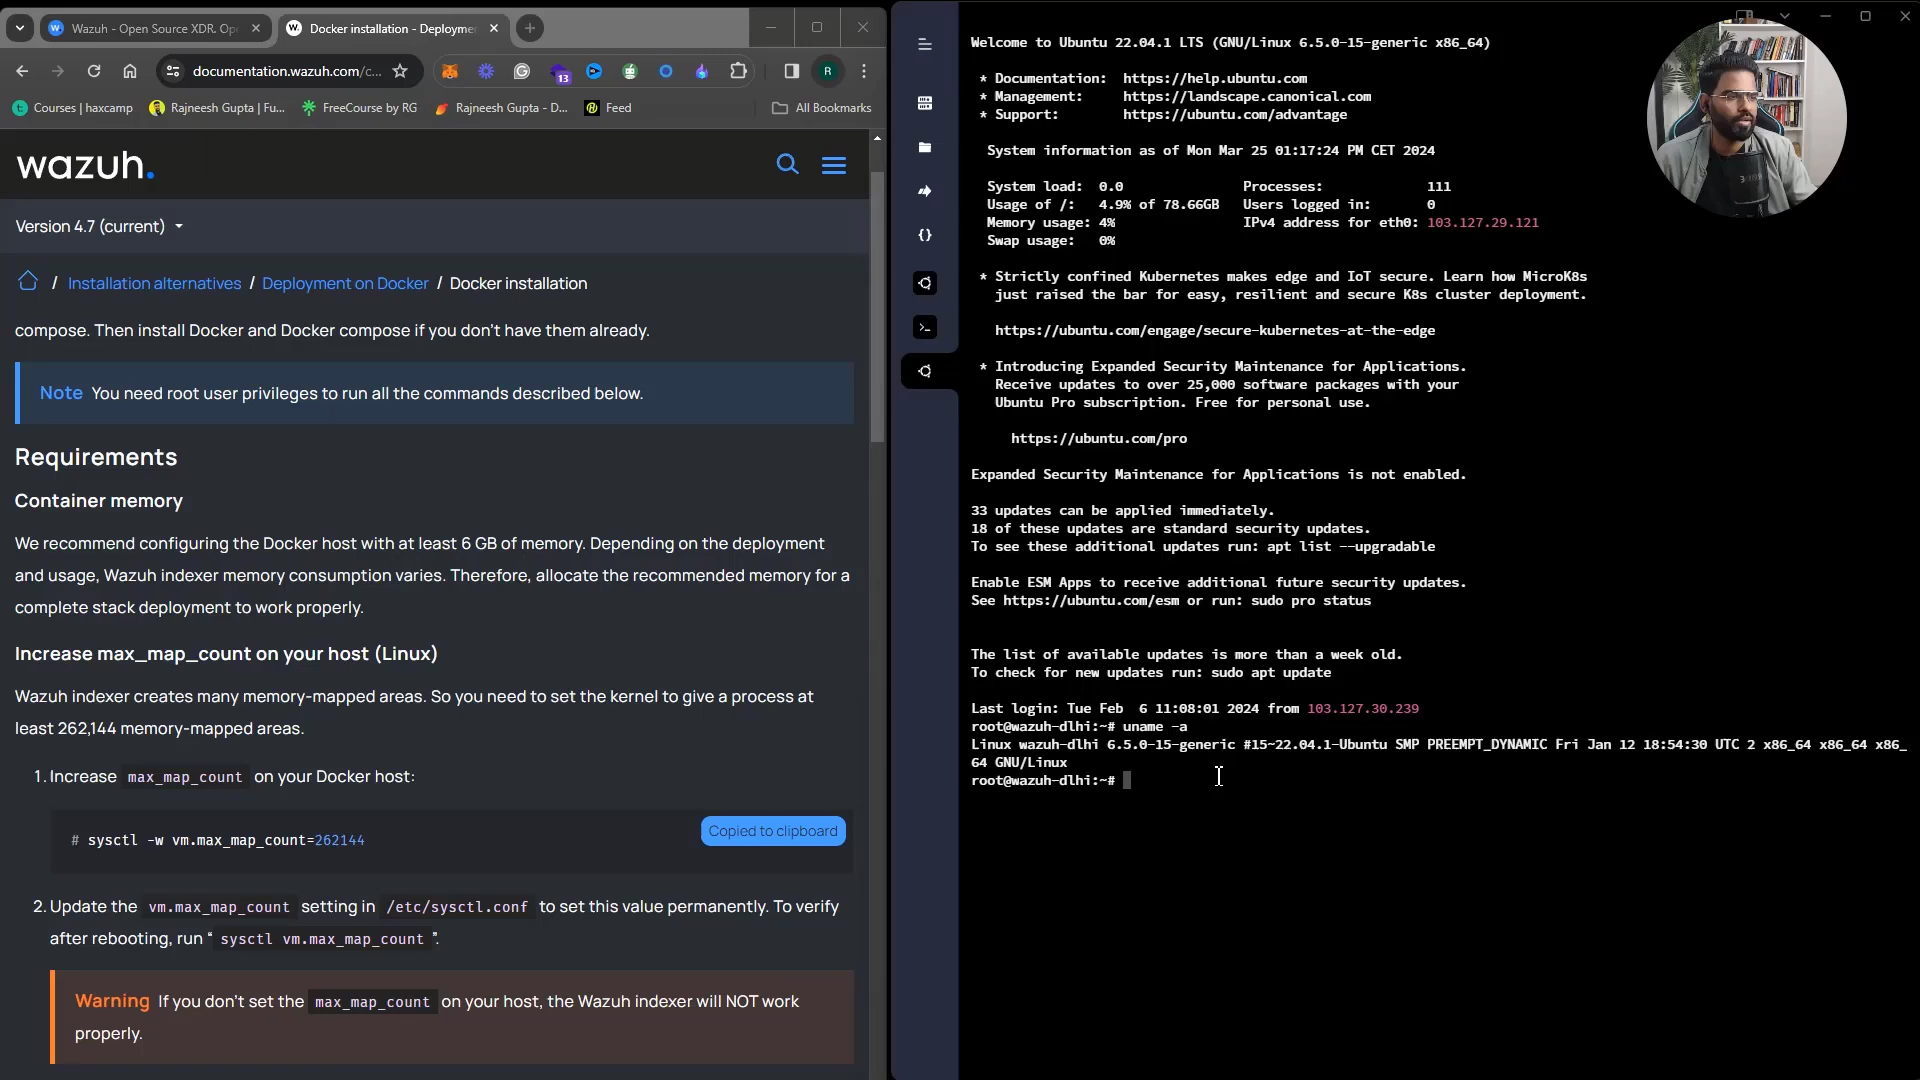 Wazuh - Open Source XDR. Op
Docker installation - Deployme
documentation.wazuh.com/c...
13
R
Courses | haxcamp
Rajneesh Gupta | Fu...
FreeCourse by RG
Rajneesh Gupta - D...
Feed
All Bookmarks
wazuh.
Version 4.7 (current)
/ Installation alternatives / Deployment on Docker / Docker installation
compose. Then install Docker and Docker compose if you don't have them already.
Note You need root user privileges to run all the commands described below.
Requirements
Container memory
We recommend configuring the Docker host with at least 6 GB of memory. Depending on the deployment
and usage, Wazuh indexer memory consumption varies. Therefore, allocate the recommended memory for a
complete stack deployment to work properly.
Increase max_map_count on your host (Linux)
Wazuh indexer creates many memory-mapped areas. So you need to set the kernel to give a process at
least 262,144 memory-mapped areas.
1. Increase max_map_count on your Docker host:
# sysctl -w vm.max_map_count=262144
Copied to clipboard
2. Update the vm.max_map_count setting in /etc/sysctl.conf to set this value permanently. To verify
after rebooting, run “ sysctl vm.max_map_count ”.
Warning If you don't set the max_map_count on your host, the Wazuh indexer will NOT work
properly.
Welcome to Ubuntu 22.04.1 LTS (GNU/Linux 6.5.0-15-generic x86_64)
* Documentation: https://help.ubuntu.com
* Management: https://landscape.canonical.com
* Support: https://ubuntu.com/advantage
System information as of Mon Mar 25 01:17:24 PM CET 2024
System load: 0.0 Processes: 111
Usage of /: 4.9% of 78.66GB Users logged in: 0
Memory usage: 4% IPv4 address for eth0: 103.127.29.121
Swap usage: 0%
* Strictly confined Kubernetes makes edge and IoT secure. Learn how MicroK8s
just raised the bar for easy, resilient and secure K8s cluster deployment.
https://ubuntu.com/engage/secure-kubernetes-at-the-edge
* Introducing Expanded Security Maintenance for Applications.
Receive updates to over 25,000 software packages with your
Ubuntu Pro subscription. Free for personal use.
https://ubuntu.com/pro
Expanded Security Maintenance for Applications is not enabled.
33 updates can be applied immediately.
18 of these updates are standard security updates.
To see these additional updates run: apt list --upgradable
Enable ESM Apps to receive additional future security updates.
See https://ubuntu.com/esm or run: sudo pro status
The list of available updates is more than a week old.
To check for new updates run: sudo apt update
Last login: Tue Feb 6 11:08:01 2024 from 103.127.30.239
root@wazuh-dlhi:~# uname -a
Linux wazuh-dlhi 6.5.0-15-generic #15~22.04.1-Ubuntu SMP PREEMPT_DYNAMIC Fri Jan 12 18:54:30 UTC 2 x86_64 x86_64 x86_
64 GNU/Linux
root@wazuh-dlhi:~#